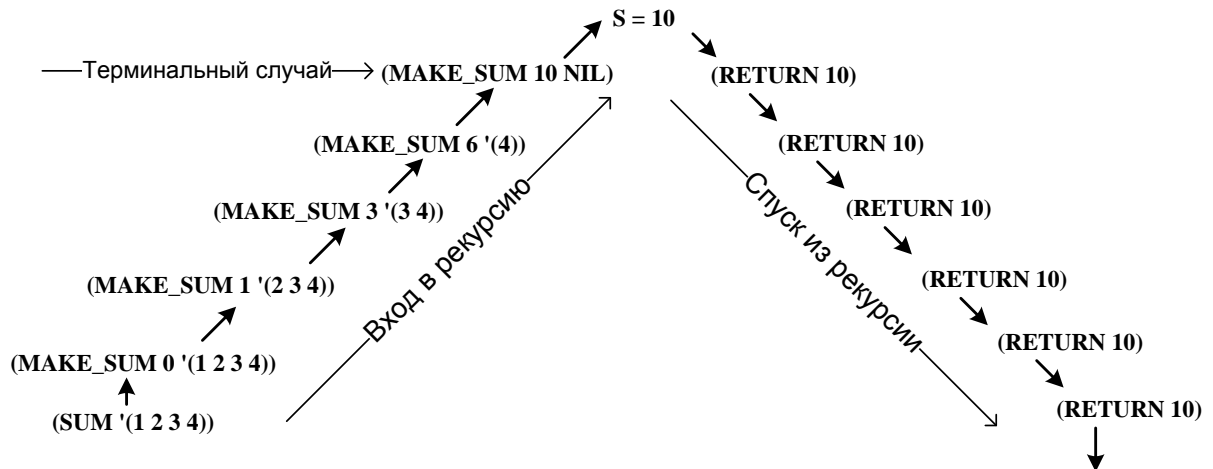 S = 10
Терминальный случай
(MAKE_SUM 10 NIL)
(RETURN 10)
(MAKE_SUM 6 '(4))
(RETURN 10)
(MAKE_SUM 3 '(3 4))
(RETURN 10)
Вход в рекурсию
Спуск из рекурсии
(MAKE_SUM 1 '(2 3 4))
(RETURN 10)
(MAKE_SUM 0 '(1 2 3 4))
(RETURN 10)
(SUM '(1 2 3 4))
(RETURN 10)